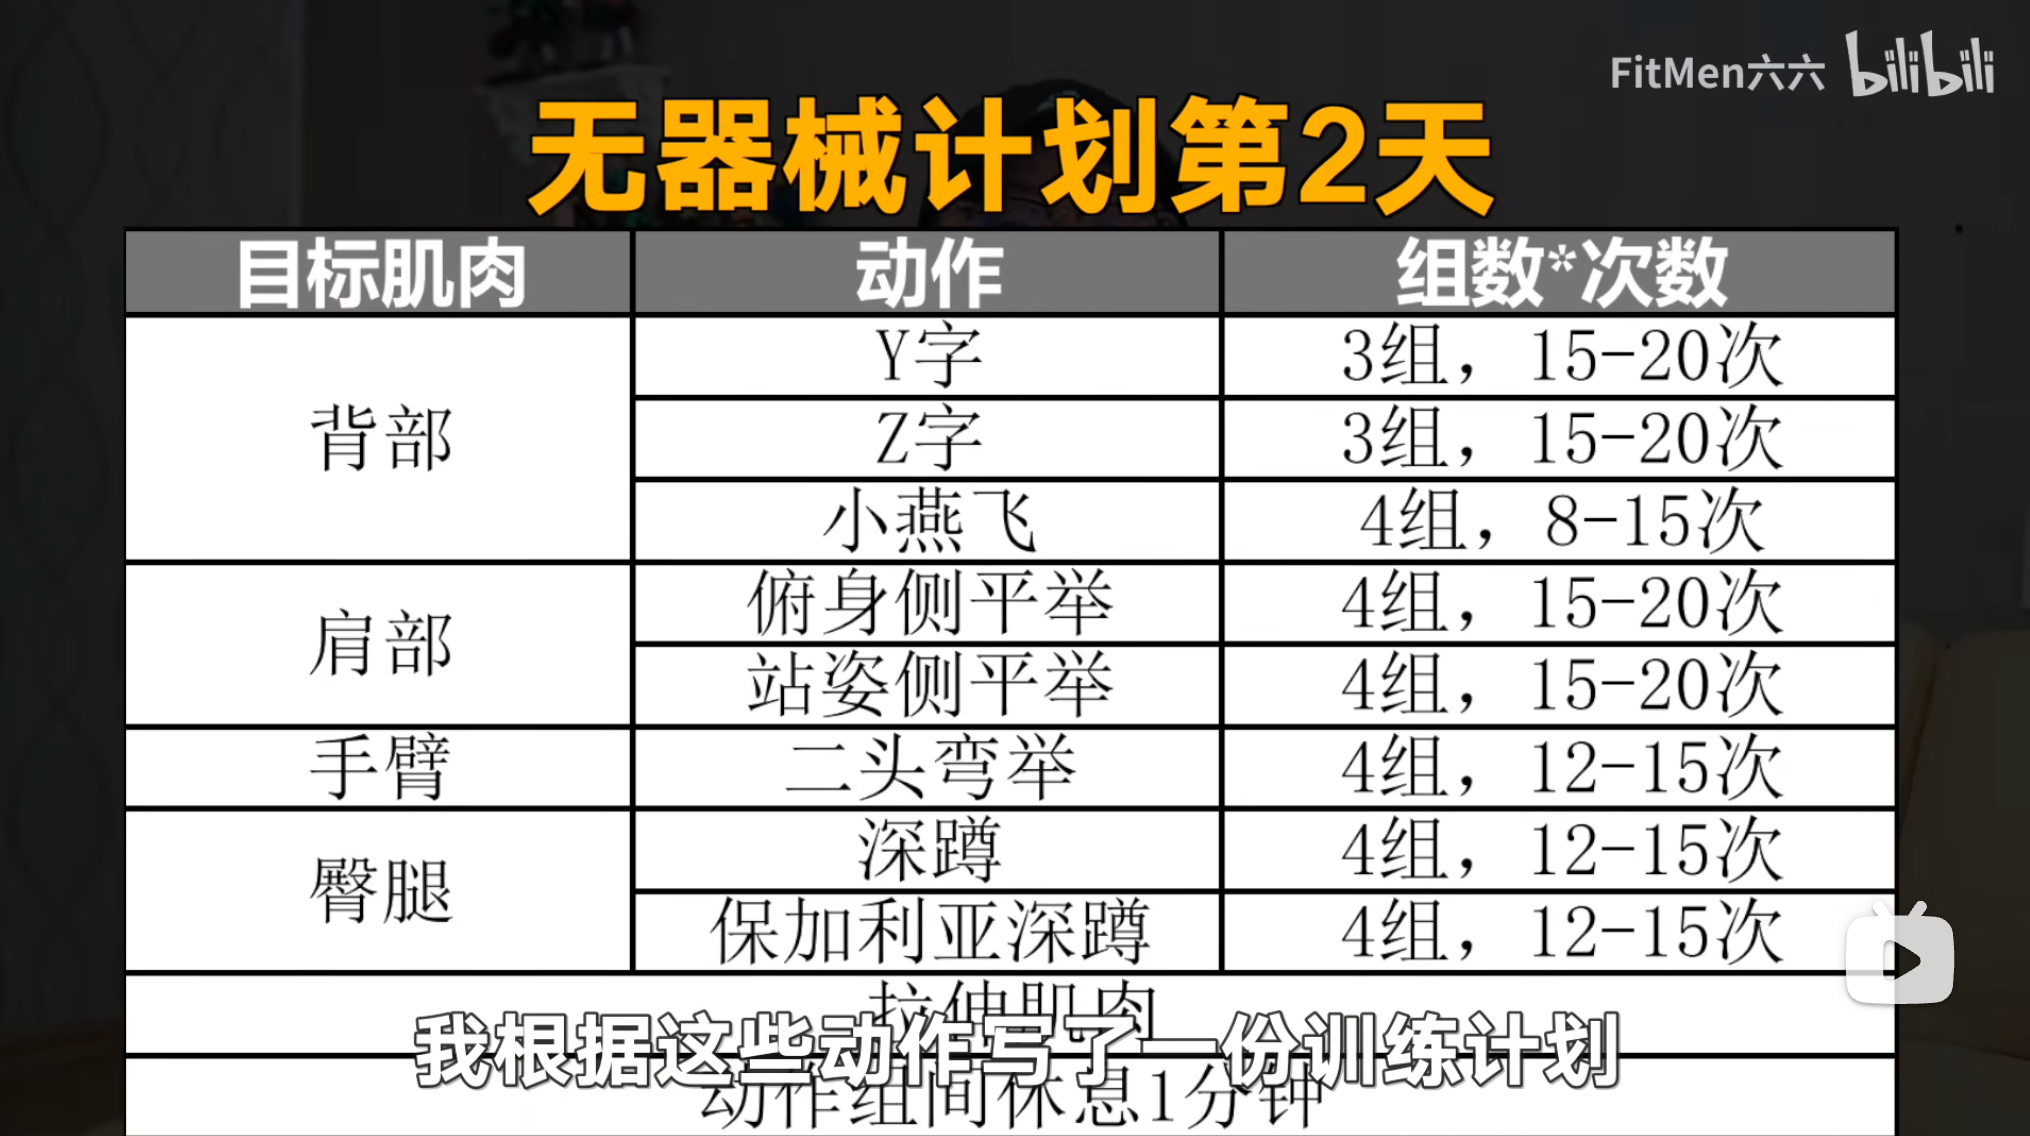 FitMen六六 bilibili
无器械计划第2天
目标肌肉 动作 组数*次数
背部 Y字 3组，15-20次
Z字 3组，15-20次
小燕飞 4组，8-15次
肩部 俯身侧平举 4组，15-20次
站姿侧平举 4组，15-20次
手臂 二头弯举 4组，12-15次
臀腿 深蹲 4组，12-15次
保加利亚深蹲 4组，12-15次
拉伸肌肉
我根据这些动作写了一份训练计划
动作组间休息1分钟